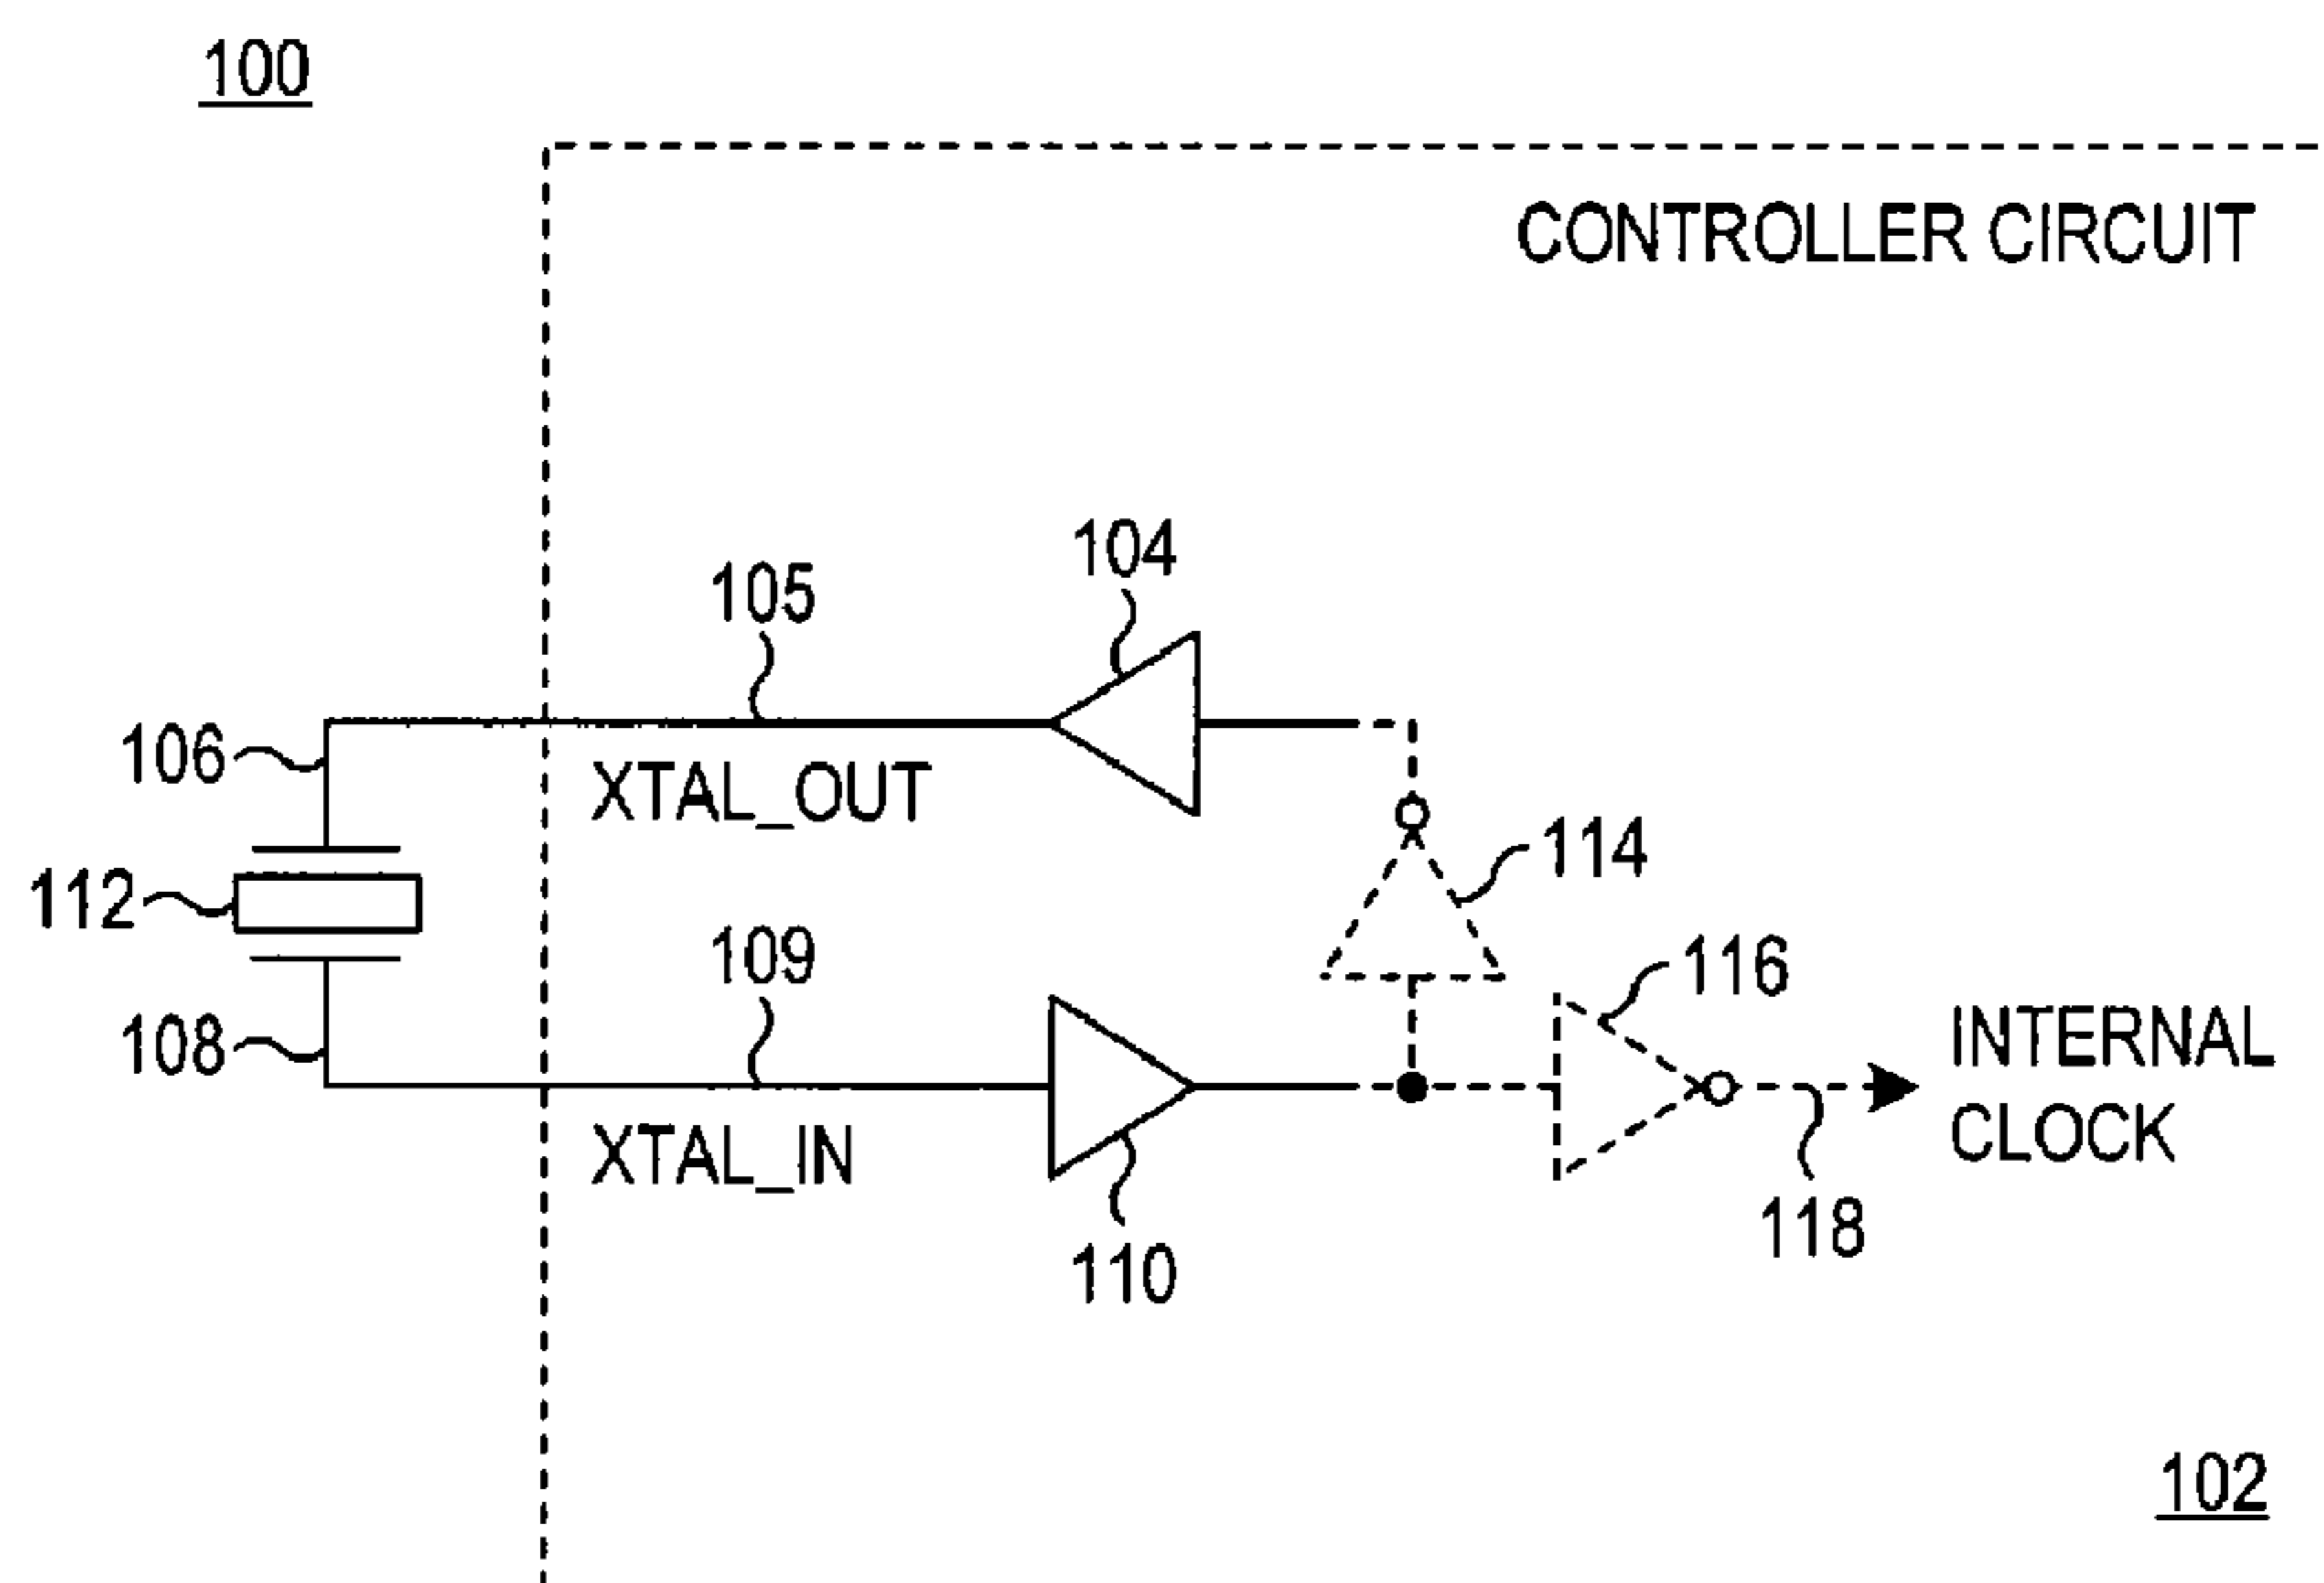 100
CONTROLLER CIRCUIT
104
105
106
XTAL_OUT
114
112
109
116
108
INTERNAL
CLOCK
XTAL_IN
118
110
102